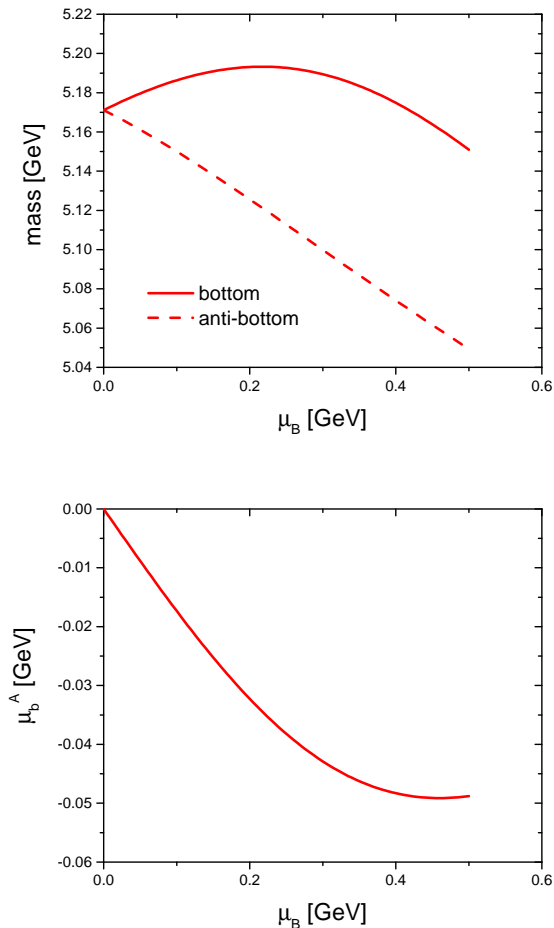 5.22
5.20
5.18
5.16
5.14
5.12
5.10
5.08
5.06
5.04
mass [GeV]
bottom
anti-bottom
0.0 0.2 0.4 0.6
μB [GeV]
0.00
-0.01
-0.02
-0.03
-0.04
-0.05
-0.06
μb^A [GeV]
0.0 0.2 0.4 0.6
μB [GeV]